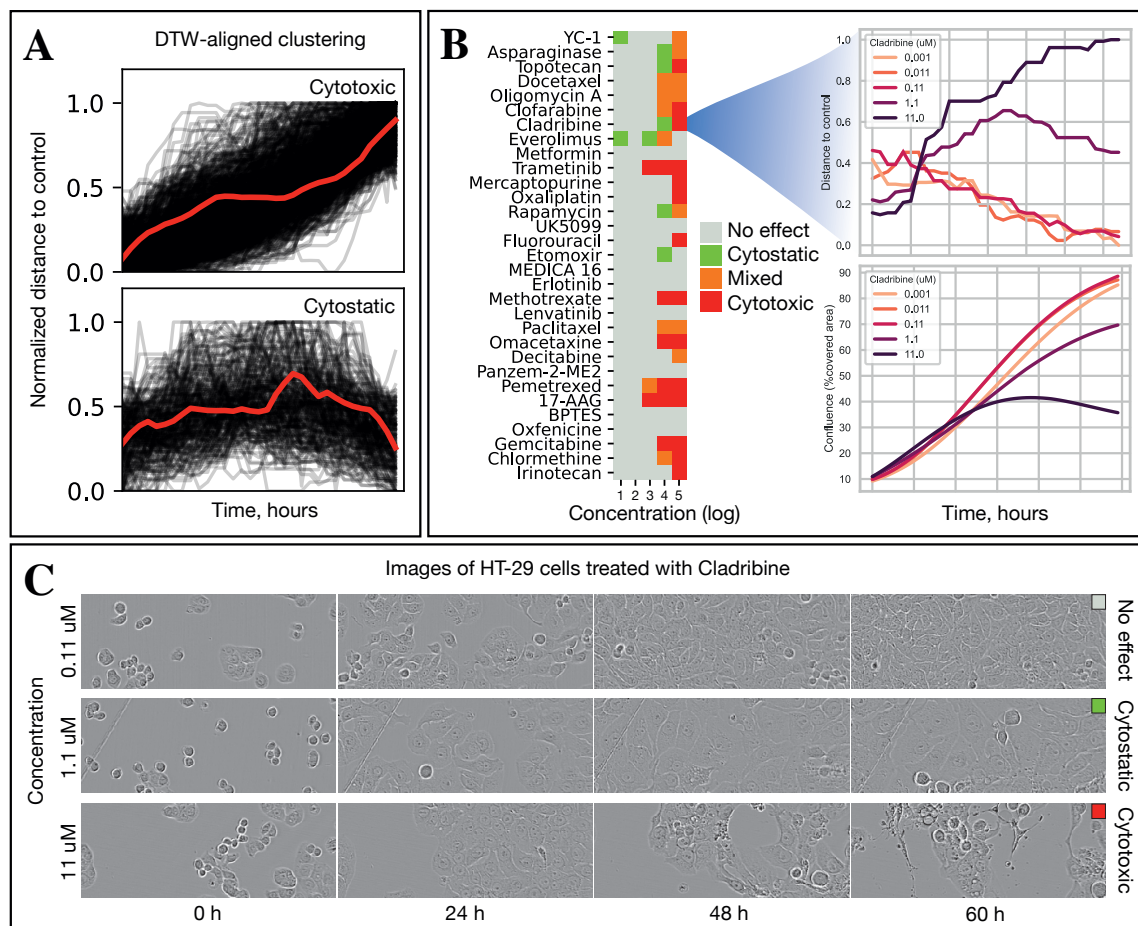 A
DTW-aligned clustering
Cytotoxic
1.0
0.5
0.0
Cytostatic
1.0
0.5
0.0
Normalized distance to control
Time, hours
B
YC-1
Asparaginase
Topotecan
Docetaxel
Oligomycin A
Clofarabine
Cladribine
Everolimus
Metformin
Trametinib
Mercaptopurine
Oxaliplatin
Rapamycin
UK5099
Fluorouracil
Etomoxir
MEDICA 16
Erlotinib
Methotrexate
Lenvatinib
Paclitaxel
Omacetaxine
Decitabine
Panzem-2-ME2
Pemetrexed
17-AAG
BPTES
Oxfenicine
Gemcitabine
Chlormethine
Irinotecan
1 2 3 4 5
Concentration (log)
No effect
Cytostatic
Mixed
Cytotoxic
Cladribine (uM)
0.001
0.011
0.11
1.1
11.0
1.0
0.8
0.6
0.4
0.2
0.0
Distance to control
Cladribine (uM)
0.001
0.011
0.11
1.1
11.0
90
80
70
60
50
40
30
20
10
Confluence (%covered area)
Time, hours
C
Images of HT-29 cells treated with Cladribine
Concentration
0.111 uM
No effect
1.1 uM
Cytostatic
11 uM
Cytotoxic
0 h 24 h 48 h 60 h